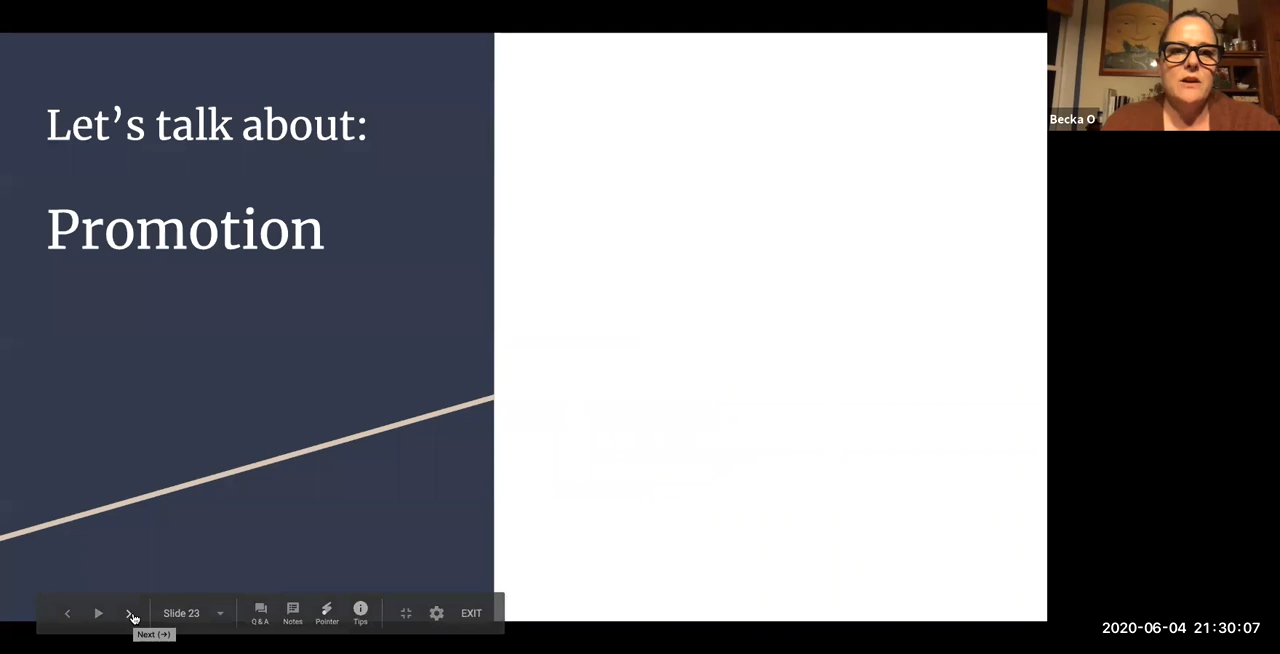 Let’s talk about:
Promotion
Becka O
Slide 23
Q & A
Notes
Pointer
Tips
EXIT
Next (→)
2020-06-04 21:30:07